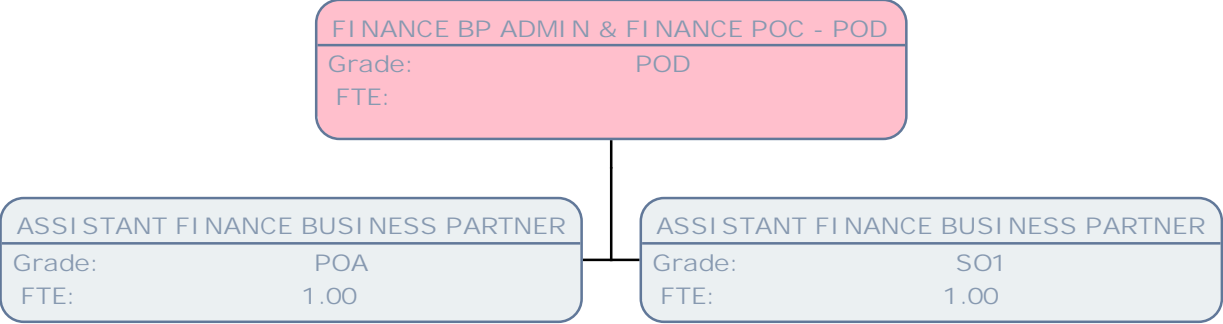 FINANCE BP ADMIN & FINANCE POC - POD
Grade: POD
FTE:
ASSISTANT FINANCE BUSINESS PARTNER
Grade: POA
FTE: 1.00
ASSISTANT FINANCE BUSINESS PARTNER
Grade: SO1
FTE: 1.00